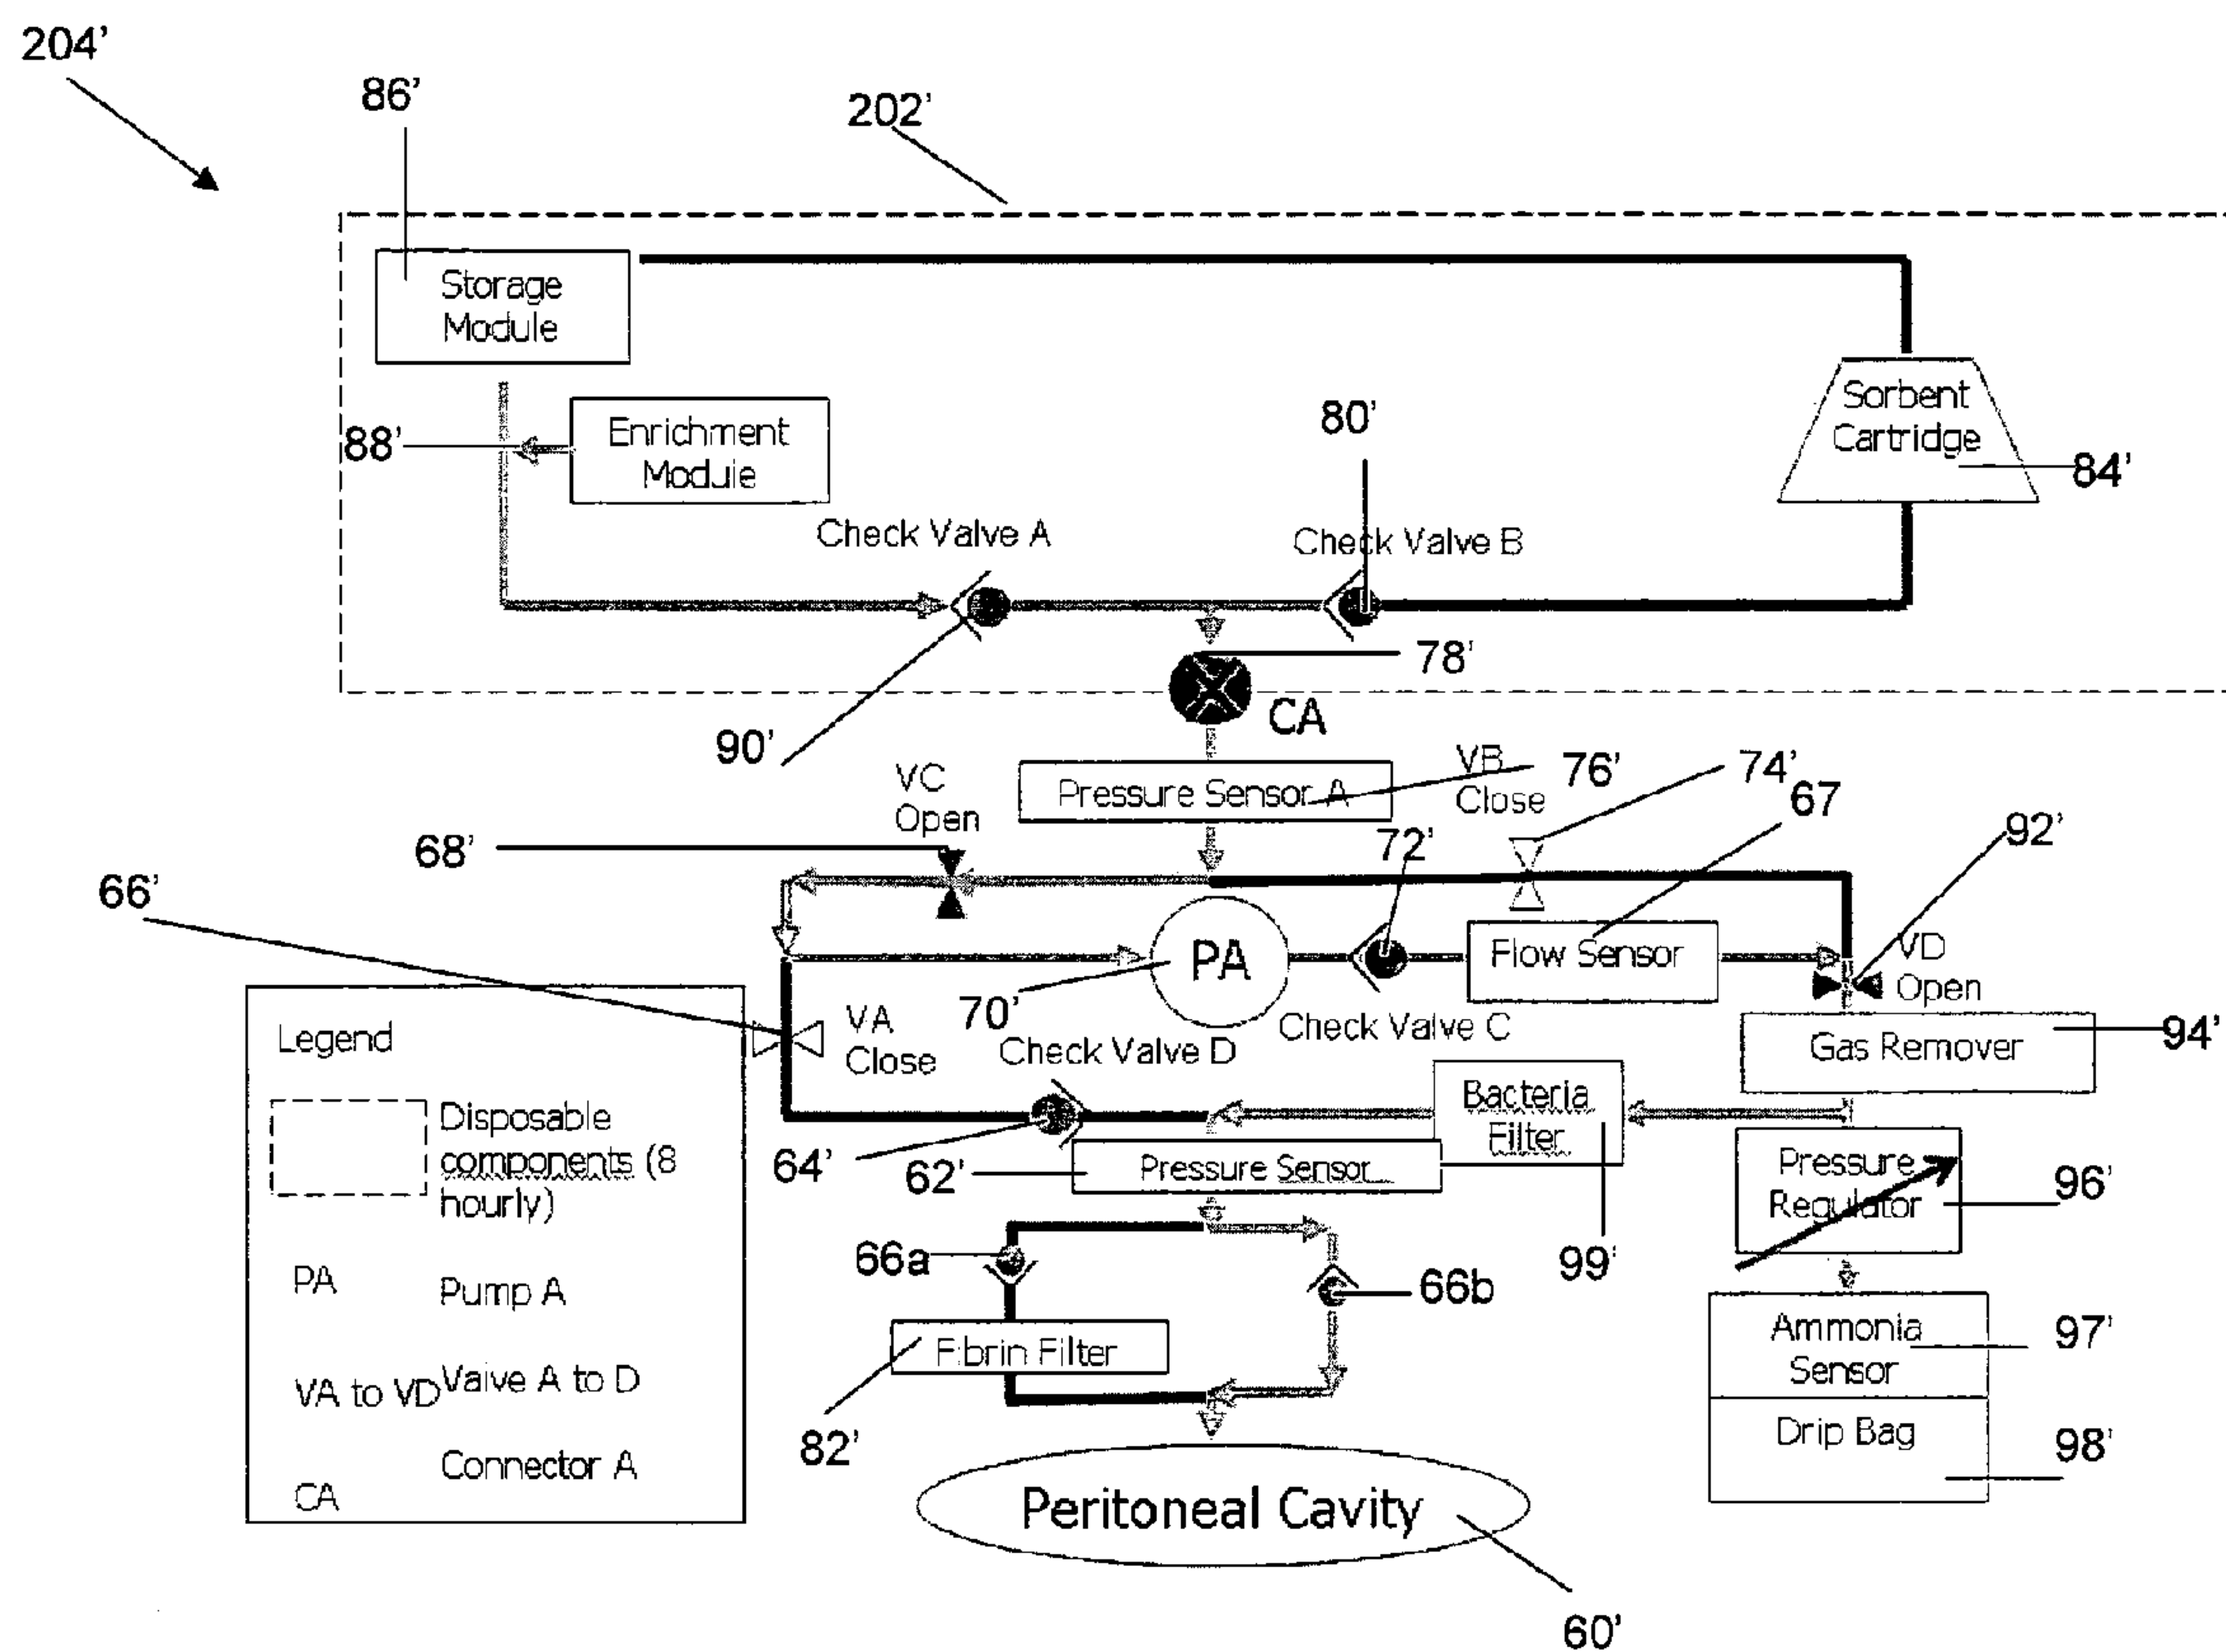 204’
86’
202’
Storage
Module
Enrichment
Moduie
88’
80’
Sorbent
Cartridge
84’
Check Valve A
Check Valve B
78’
CA
90’
Pressure Sensor A
VB
Close
76’
74’
67
VC
Open
68’
72’
92’
66’
PA
Flow Sensor
VD
Open
70’
Check Valve C
Gas Remover
94’
VA
Close
Check Valve D
Bacteria
Filter
64’
62’
Pressure Sensor
Pressure
Regulator
96’
66a
66b
99’
Fibrin Filter
82’
Ammonia
Sensor
97’
Drip Bag
98’
Peritoneal Cavity
60’
Legend
Disposable
components (8
hourly)
PA
Pump A
VA to VD
Vaive A to D
CA
Connector A